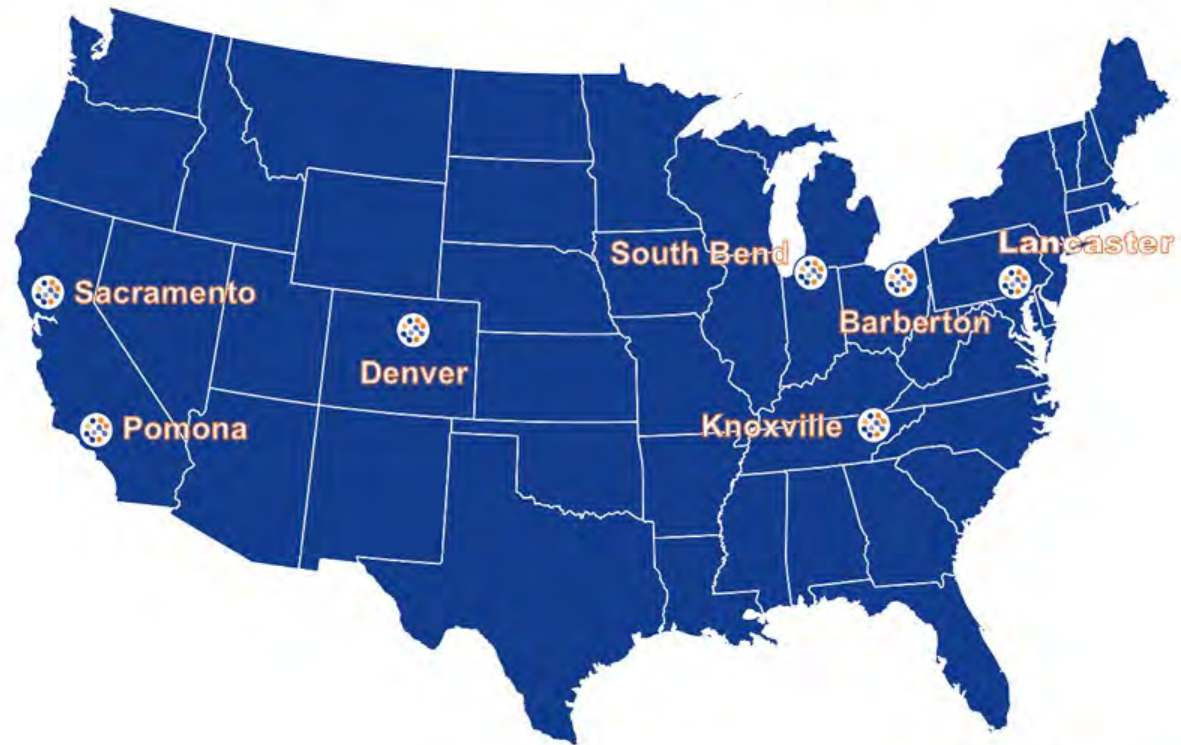 South Bend
Lancaster
Sacramento
Barberton
Denver
Knoxville
Pomona